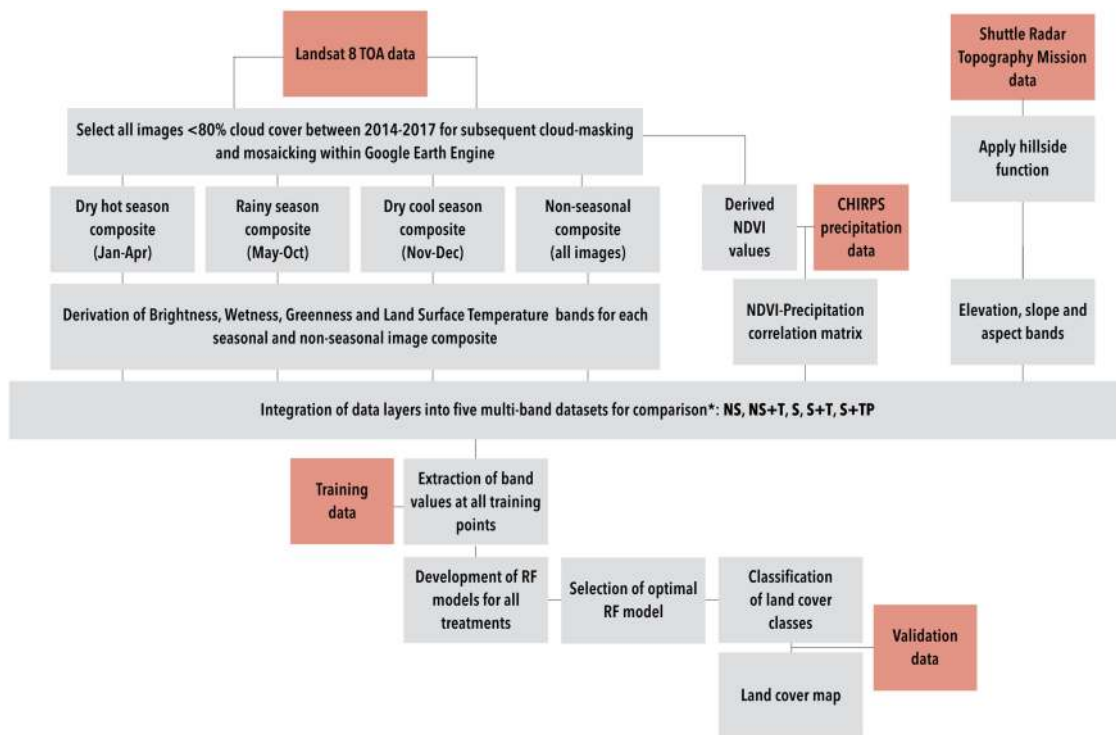 Landsat 8 TOA data
Shuttle Radar
Topography Mission
data
Select all images <80% cloud cover between 2014-2017 for subsequent cloud-masking
and mosaicking within Google Earth Engine
Apply hillside
function
Dry hot season
composite
(Jan-Apr)
Rainy season
composite
(May-Oct)
Dry cool season
composite
(Nov-Dec)
Non-seasonal
composite
(all images)
Derived
NDVI
values
CHIRPS
precipitation
data
Derivation of Brightness, Wetness, Greenness and Land Surface Temperature bands for each
seasonal and non-seasonal image composite
NDVI-Precipitation
correlation matrix
Elevation, slope and
aspect bands
Integration of data layers into five multi-band datasets for comparison*: NS, NS+T, S, S+T, S+TP
Training
data
Extraction of band
values at all training
points
Development of RF
models for all
treatments
Selection of optimal
RF model
Classification
of land cover
classes
Validation
data
Land cover map